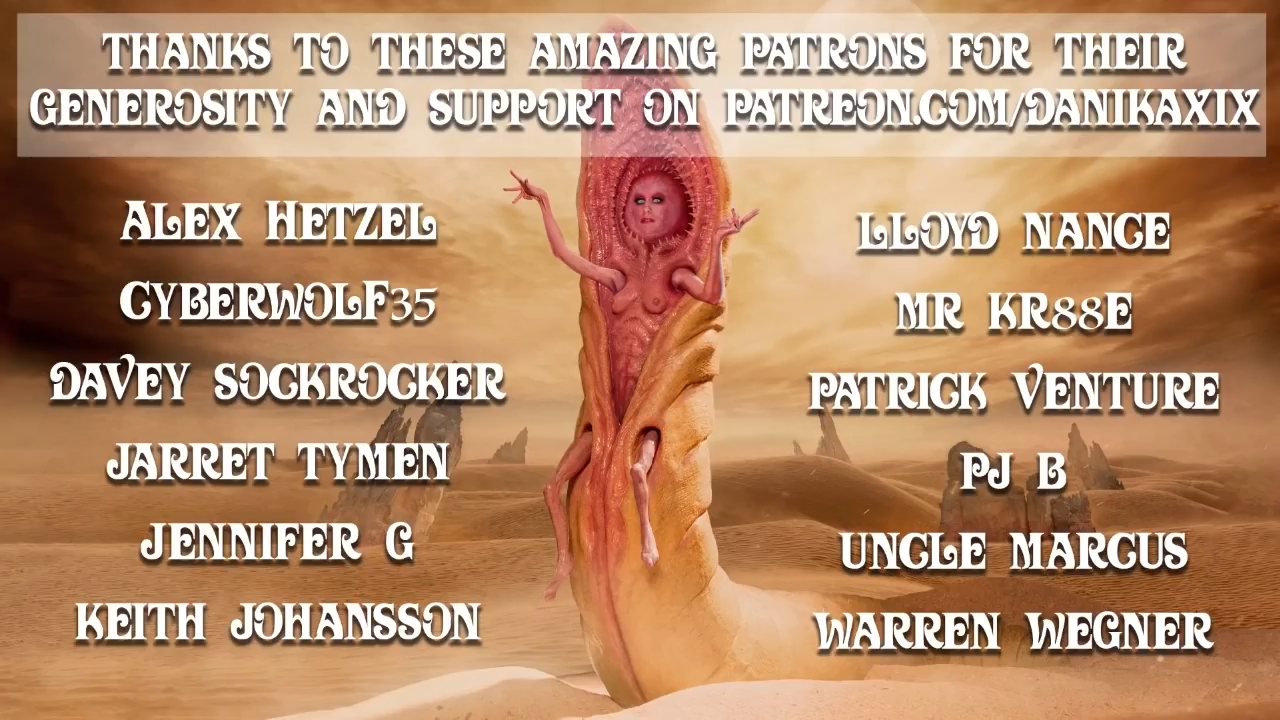 THANKS TO THESE AMAZING PATRONS FOR THEIR
GENEROSITY AND SUPPORT ON PATREON.COM/DANIKAXIX
ALEX HETZEL
CYBERWOLF35
DAVEY SOCKROCKER
JARRET TYMEN
JENNIFER G
KEITH JOHANSSON
LLOYD NANCE
MR KR88E
PATRICK VENTURE
PJ B
UNCLE MARCUS
WARREN WEGNER